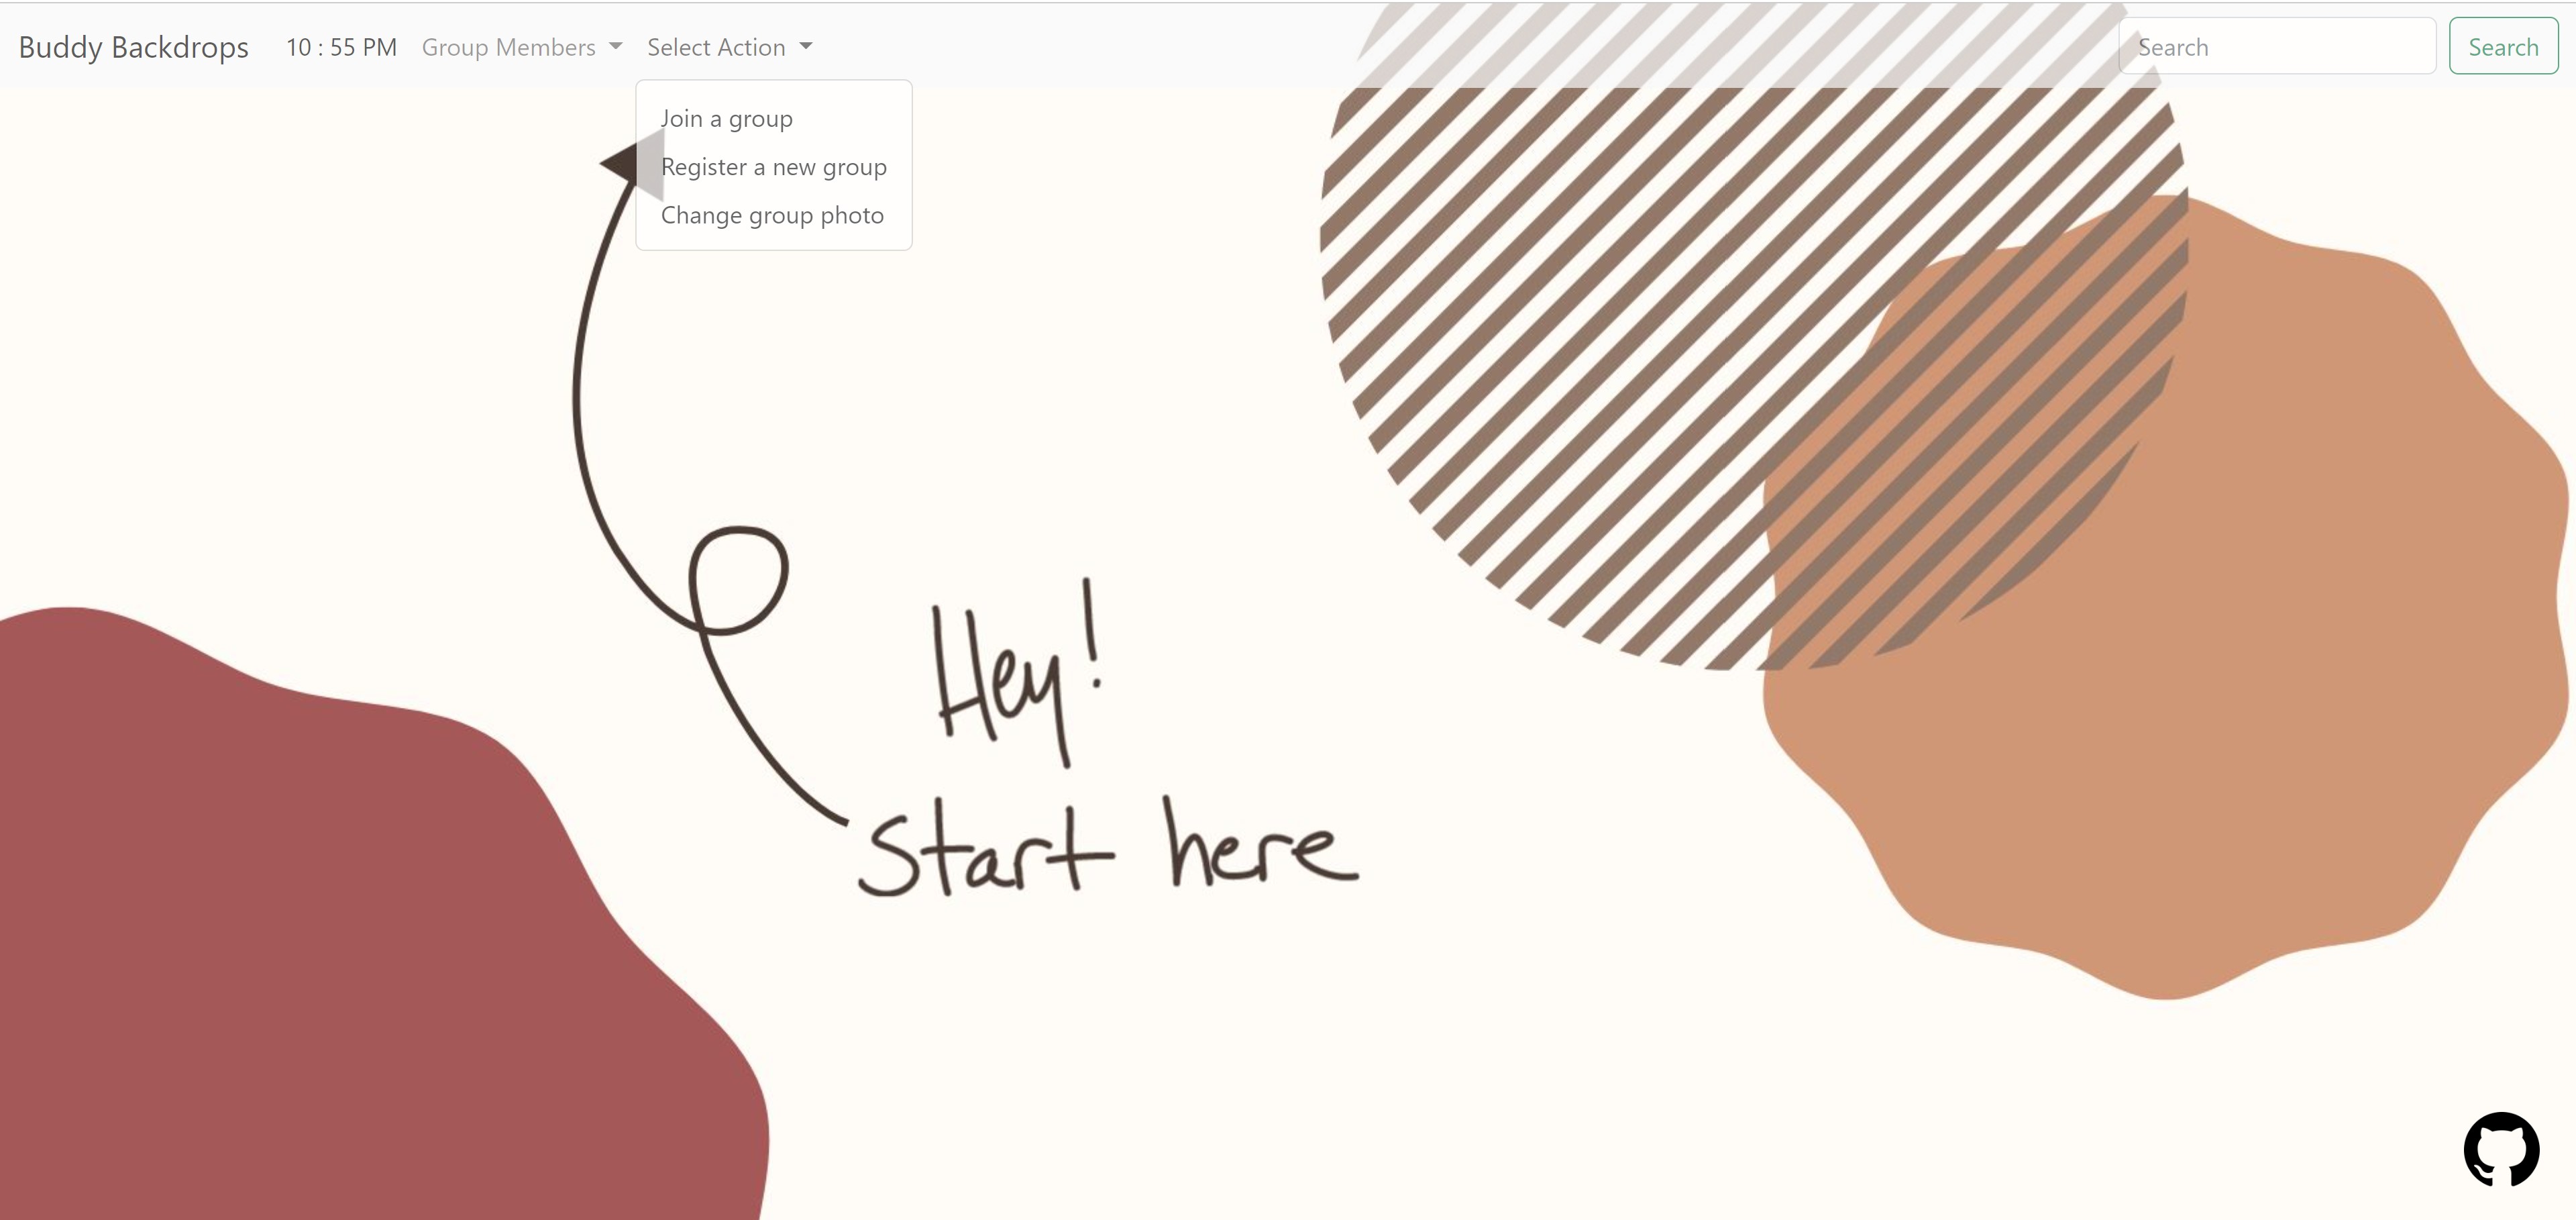 Buddy Backdrops 10 : 55 PM Group Members Select Action Search Search
Join a group
Register a new group
Change group photo
Hey!
Start here